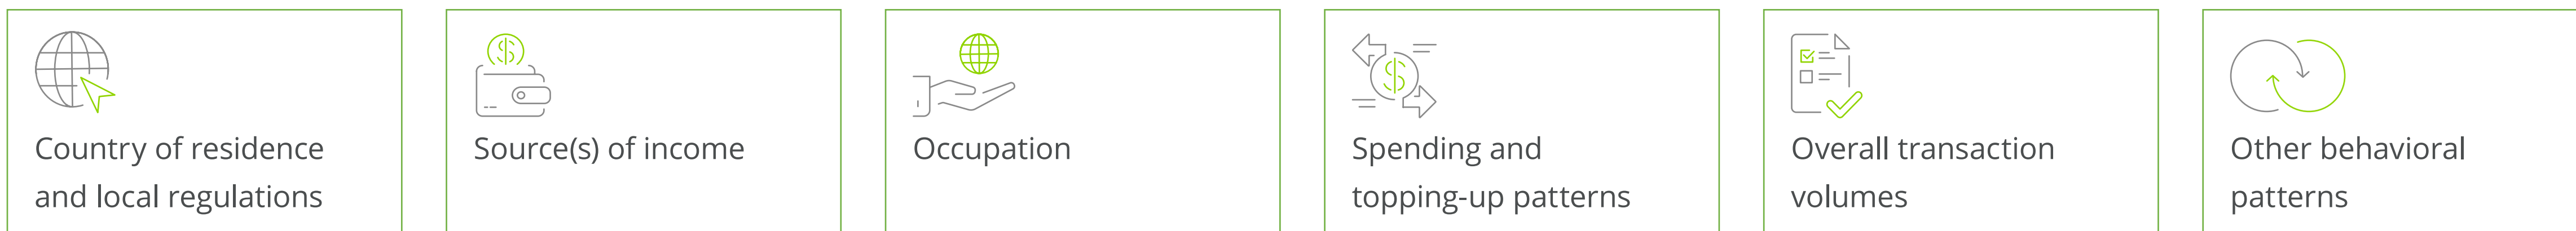 Country of residence
and local regulations
Source(s) of income
Occupation
Spending and
topping-up patterns
Overall transaction
volumes
Other behavioral
patterns